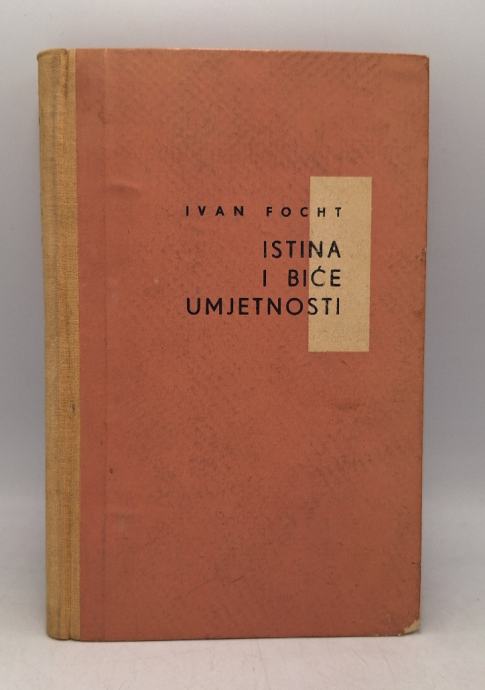 IVAN FOCHT
ISTINA
I BIĆE
UMJETNOSTI